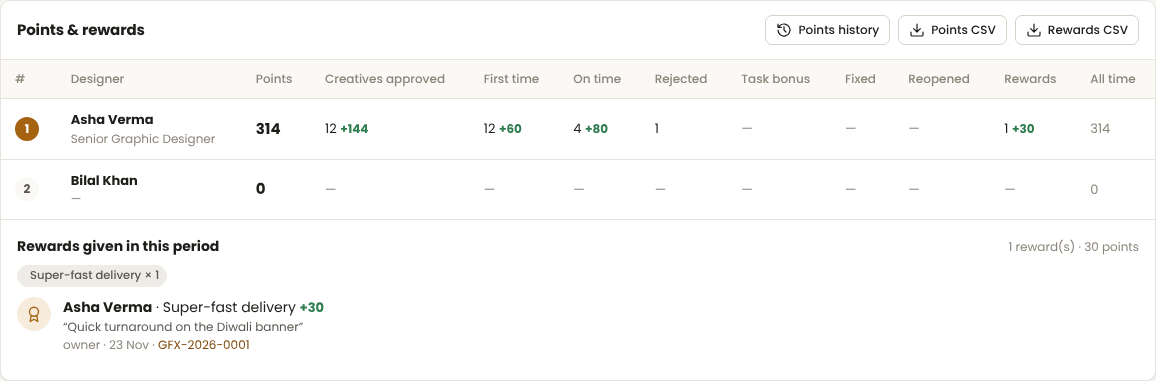 Points & rewards
Points history
Points CSV
Rewards CSV
# Designer Points Creatives approved First time On time Rejected Task bonus Fixed Reopened Rewards All time
1 Asha Verma 314 12 +144 12 +60 4 +80 1 — — — 1 +30 314
Senior Graphic Designer
2 Bilal Khan 0 — — — — — — — — 0
—
Rewards given in this period
1 reward(s) · 30 points
Super-fast delivery × 1
Asha Verma · Super-fast delivery +30
“Quick turnaround on the Diwali banner”
owner · 23 Nov · GFX-2026-0001